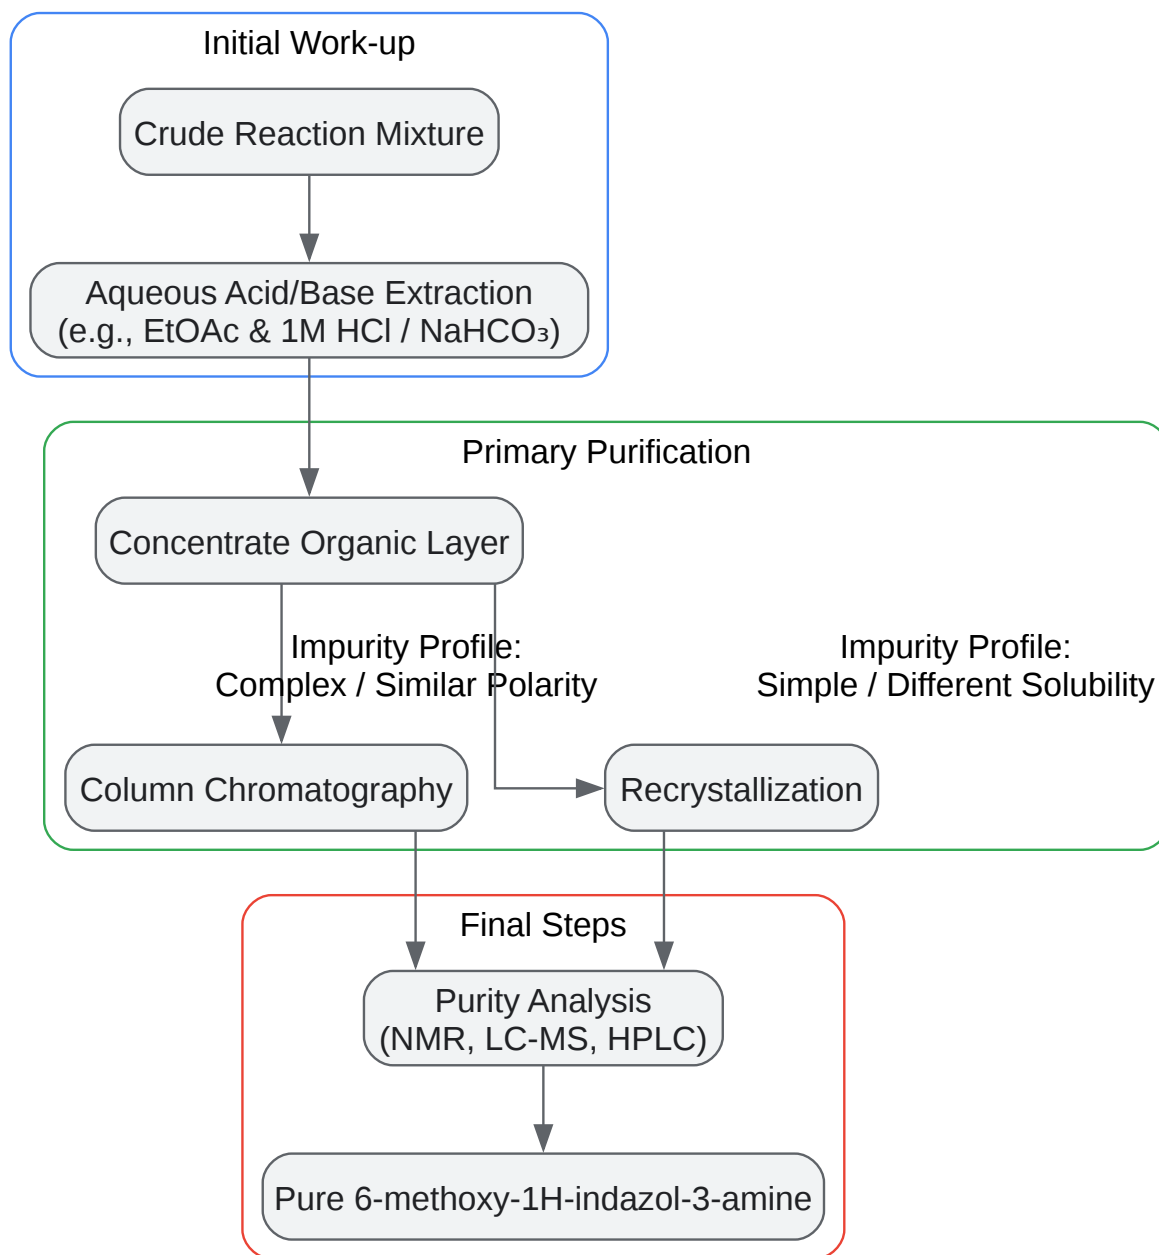 Initial Work-up
Crude Reaction Mixture
Aqueous Acid/Base Extraction
(e.g., EtOAc & 1M HCl / NaHCO₃)
Primary Purification
Concentrate Organic Layer
Impurity Profile:
Complex / Similar Polarity
Impurity Profile:
Simple / Different Solubility
Column Chromatography
Recrystallization
Final Steps
Purity Analysis
(NMR, LC-MS, HPLC)
Pure 6-methoxy-1H-indazol-3-amine